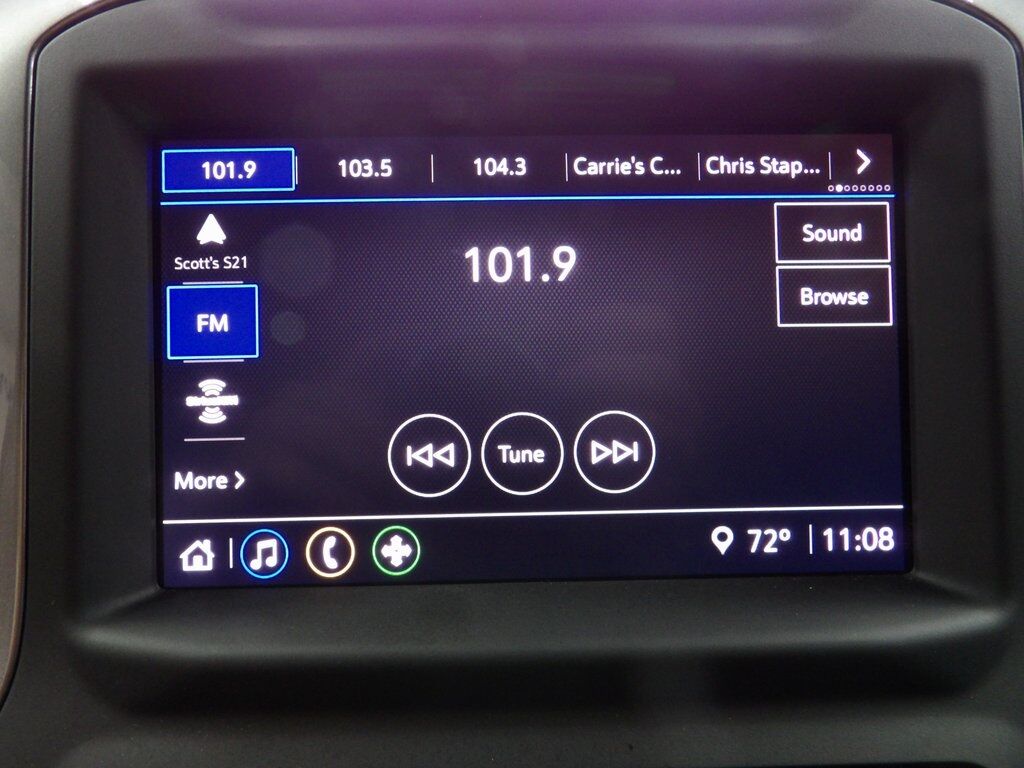 101.9 103.5 104.3 Carrie's C... Chris Stap...
Scott's S21
101.9
Sound
Browse
FM
SiriusXM
Tune
More
72° 11:08